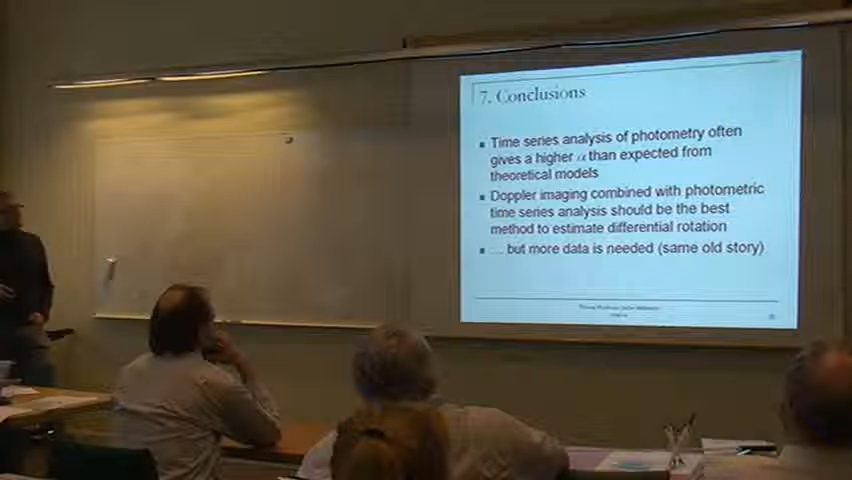 7. Conclusions
Time series analysis of photometry often
gives a higher α than expected from
theoretical models
Doppler imaging combined with photometric
time series analysis should be the best
method to estimate differential rotation
.... but more data is needed (same old story)